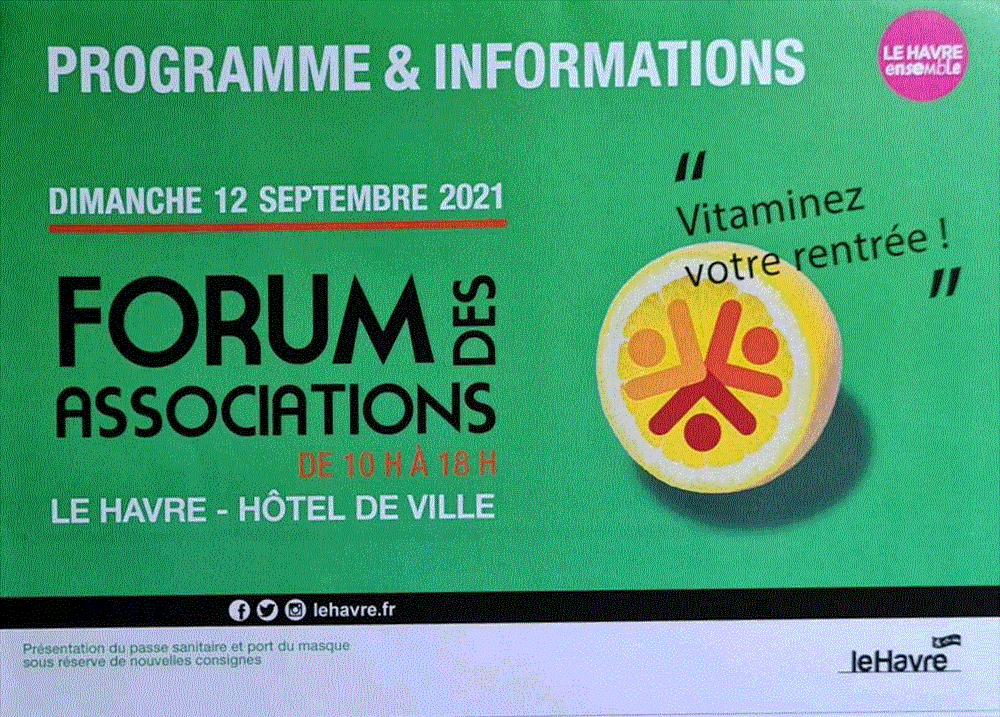 PROGRAMME & INFORMATIONS
LE HAVRE
ensemble
DIMANCHE 12 SEPTEMBRE 2021
“
Vitaminez
votre rentrée !
”
FORUM DES
ASSOCIATIONS
DE 10 H À 18 H
LE HAVRE - HÔTEL DE VILLE
lehavre.fr
Présentation du passe sanitaire et port du masque
sous réserve de nouvelles consignes
leHavre